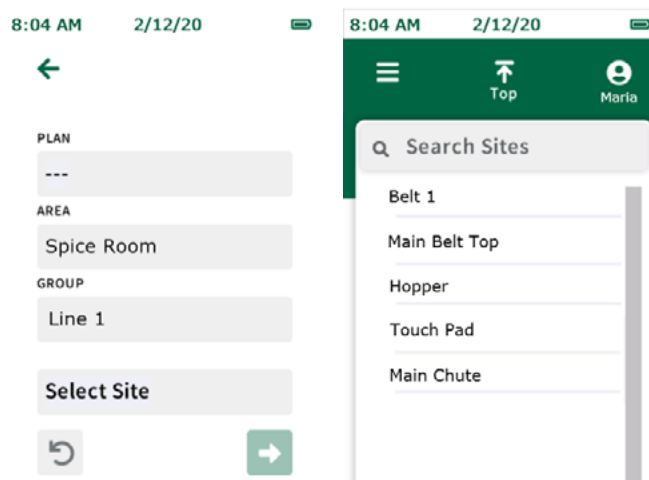 8:04 AM 2/12/20
PLAN
---
AREA
Spice Room
GROUP
Line 1
Select Site
8:04 AM 2/12/20
Top
Maria
Search Sites
Belt 1
Main Belt Top
Hopper
Touch Pad
Main Chute